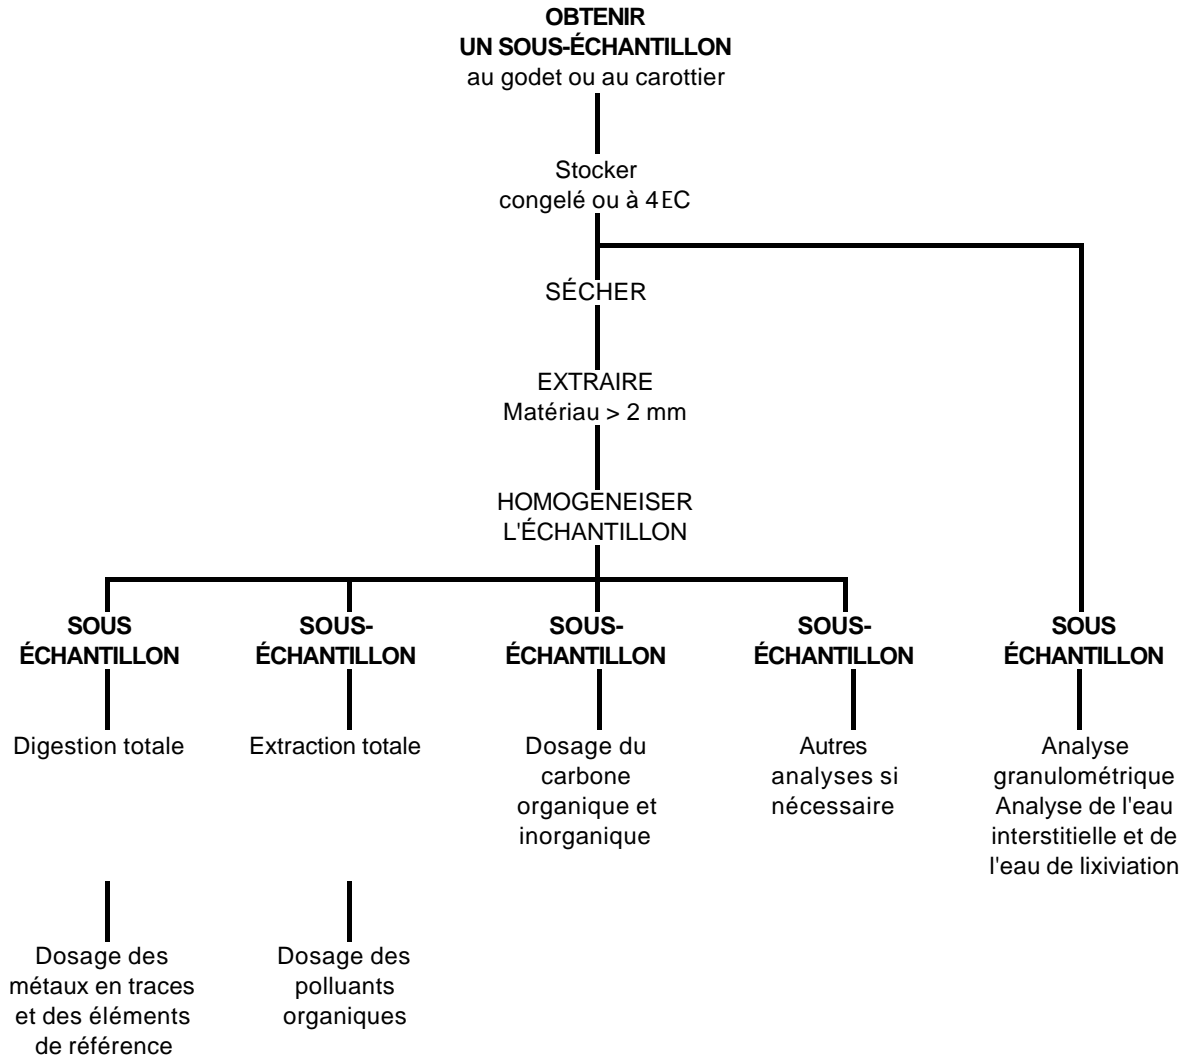 OBTENIR
UN SOUS-ÉCHANTILLON
au godet ou au carottier
Stocker
congelé ou à 4EC
SÉCHER
EXTRAIRE
Matériau > 2 mm
HOMOGENEISER
L'ÉCHANTILLON
SOUS
ÉCHANTILLON
Digestion totale
Dosage des
métaux en traces
et des éléments
de référence
SOUS-
ÉCHANTILLON
Extraction totale
Dosage des
polluants
organiques
SOUS-
ÉCHANTILLON
Dosage du
carbone
organique et
inorganique
SOUS-
ÉCHANTILLON
Autres
analyses si
nécessaire
SOUS
ÉCHANTILLON
Analyse
granulométrique
Analyse de l'eau
interstitielle et de
l'eau de lixiviation